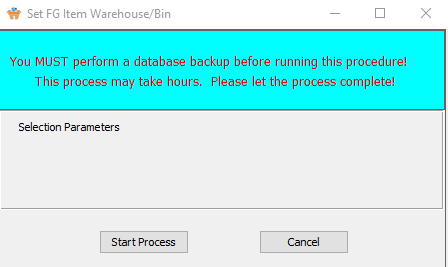 Set FG Item Warehouse/Bin
You MUST perform a database backup before running this procedure!
This process may take hours. Please let the process complete!
Selection Parameters
Start Process
Cancel